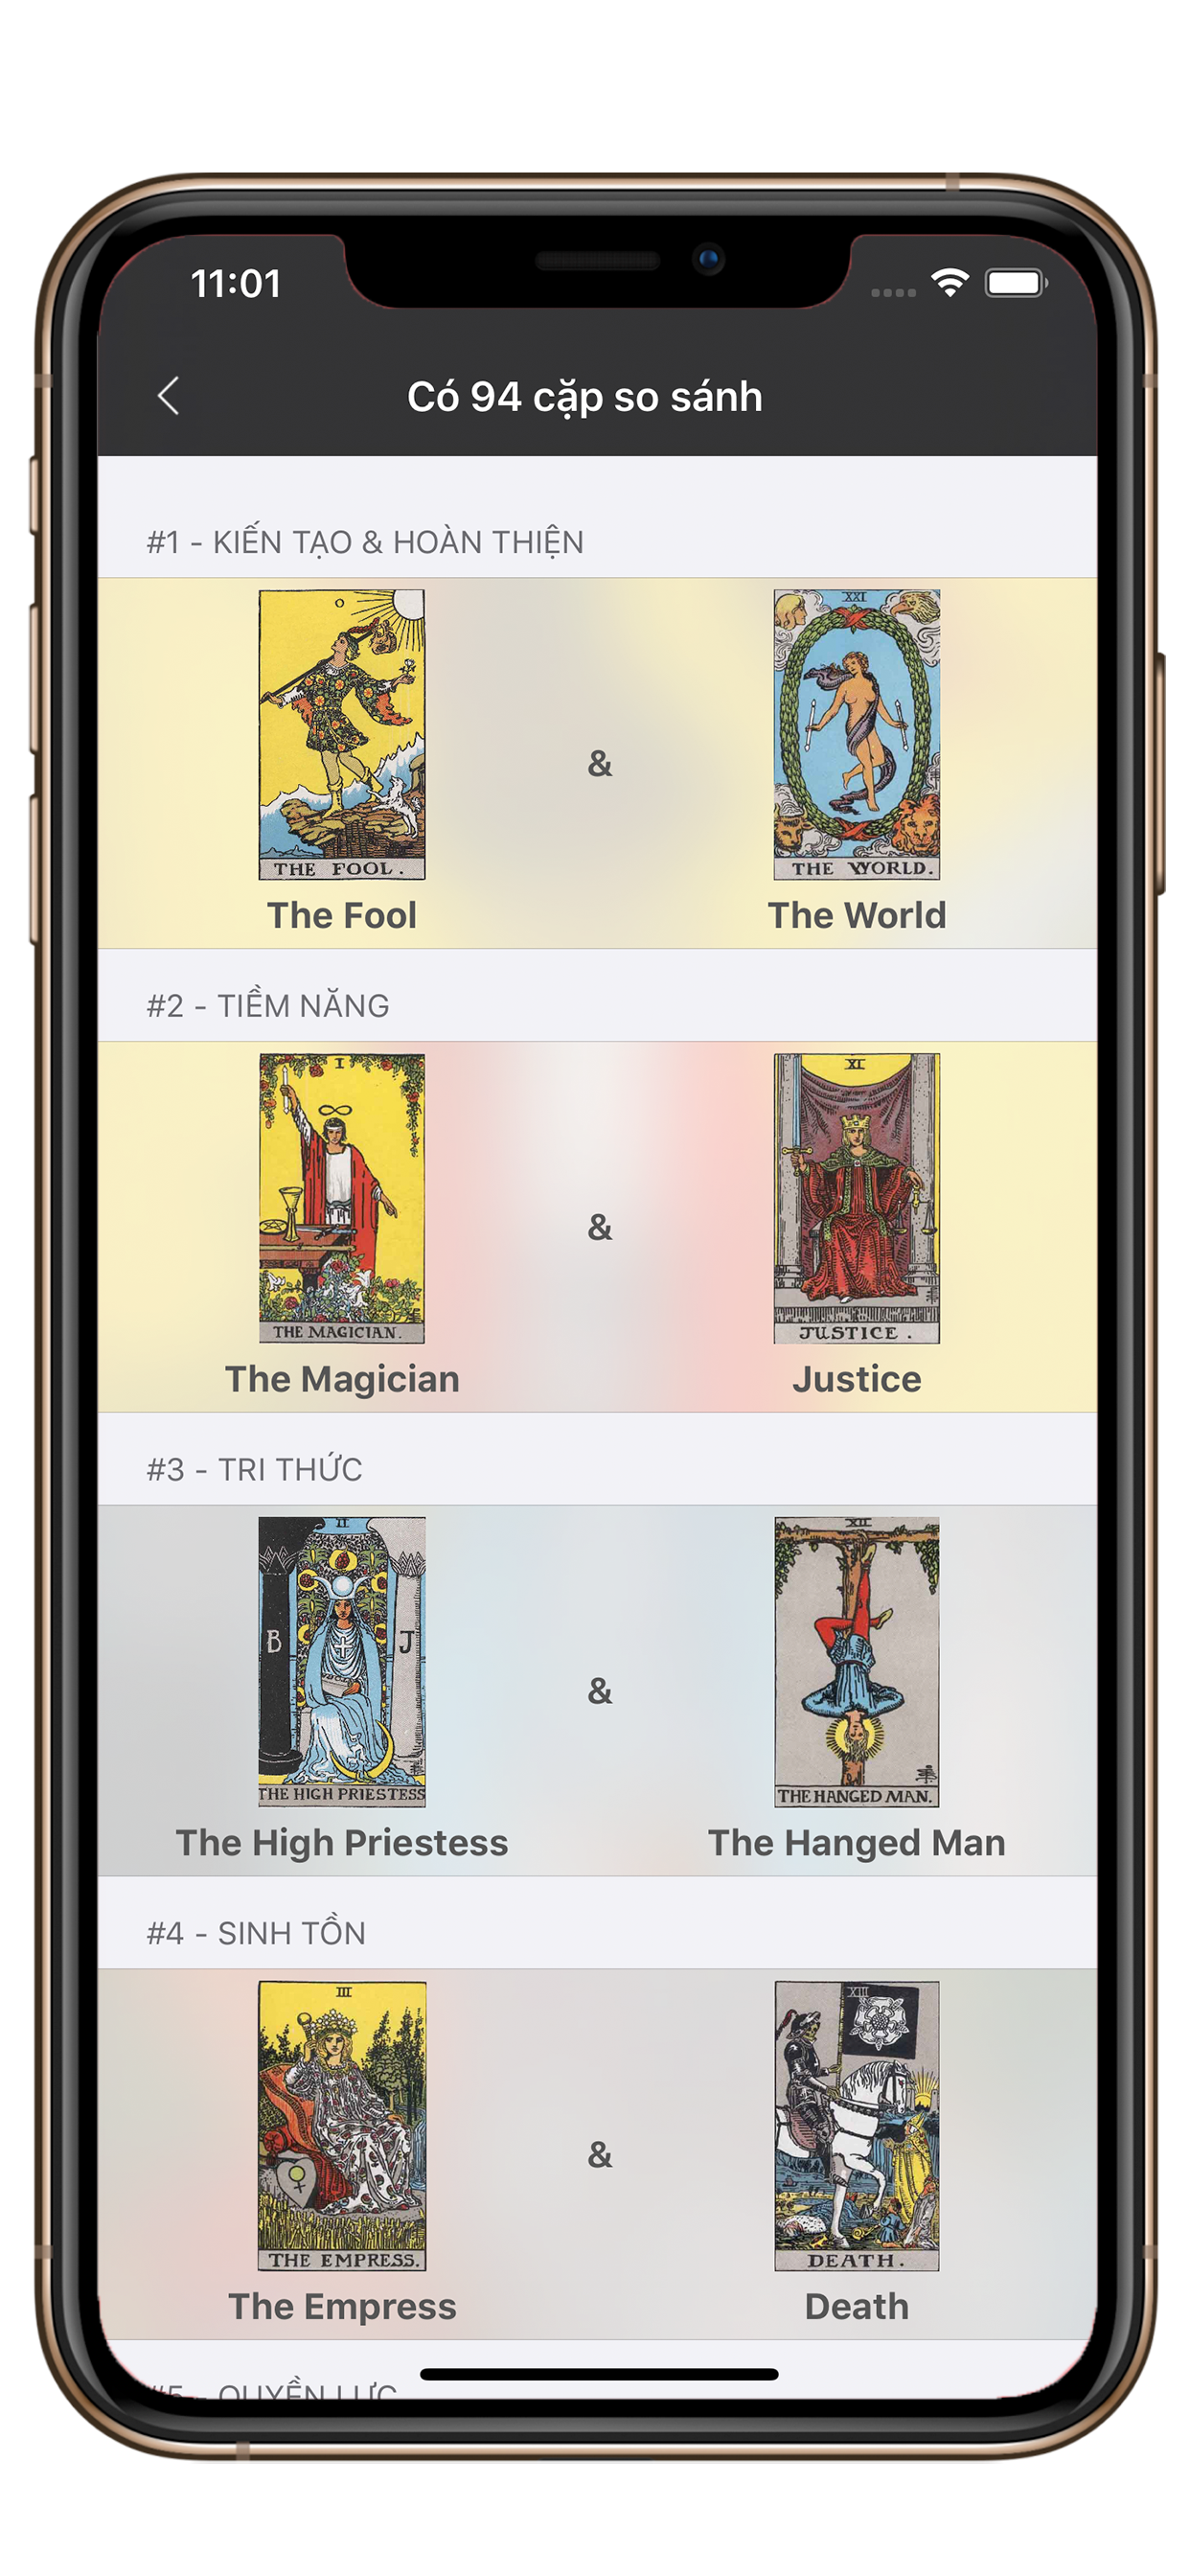 11:01
Có 94 cặp so sánh
#1 - KIẾN TẠO & HOÀN THIỆN
O
XXI
&
THE FOOL.
THE WORLD.
The Fool
The World
#2 - TIỀM NĂNG
I
XI
&
THE MAGICIAN.
JUSTICE.
The Magician
Justice
#3 - TRI THỨC
II
XII
B
J
&
THE HIGH PRIESTESS
THE HANGED MAN.
The High Priestess
The Hanged Man
#4 - SINH TỒN
III
XIII
&
THE EMPRESS.
DEATH.
The Empress
Death
#5 - QUYỀN LỰC